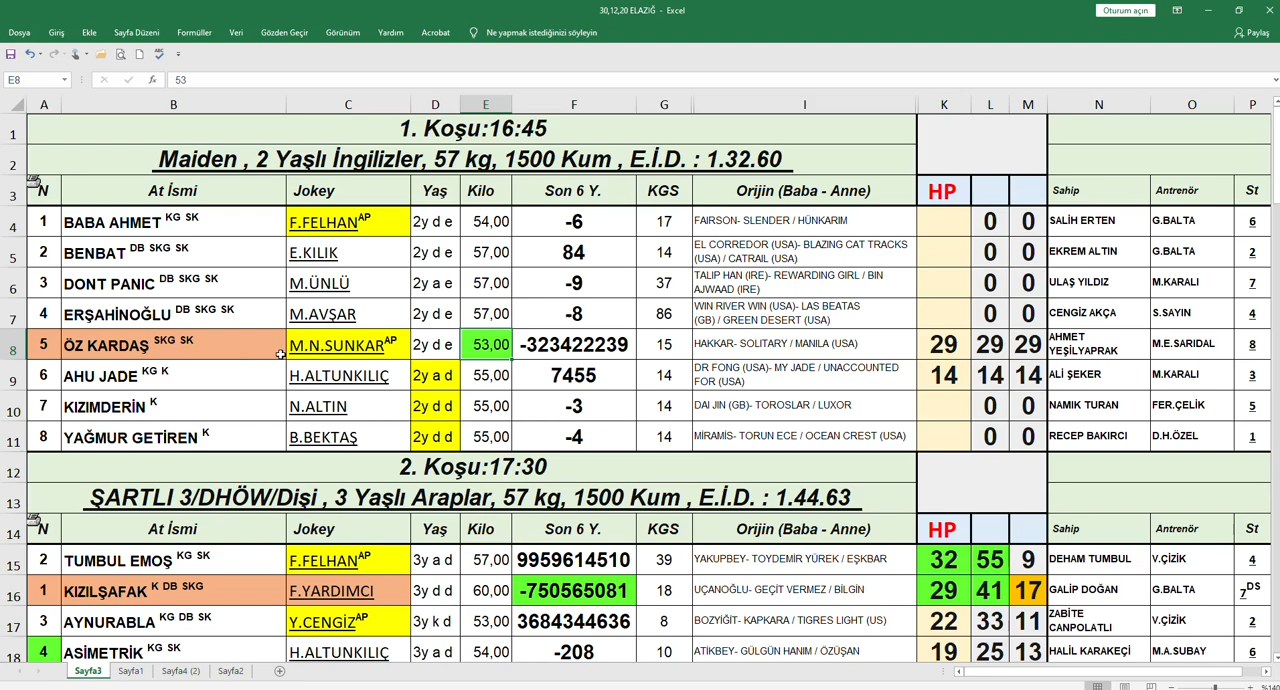 30,12,20 ELAZIĞ - Excel
Oturum açın
Dosya Giriş Ekle Sayfa Düzeni Formüller Veri Gözden Geçir Görünüm Yardım Acrobat Ne yapmak istediğinizi söyleyin Paylaş
E8 fx 53
A B C D E F G I K L M N O P
1 1. Koşu:16:45
2 Maiden , 2 Yaşlı İngilizler, 57 kg, 1500 Kum , E.İ.D. : 1.32.60
3 N At İsmi Jokey Yaş Kilo Son 6 Y. KGS Orijin (Baba - Anne) HP Sahip Antrenör St
4 1 BABA AHMET KG SK F.FELHAN AP 2y d e 54,00 -6 17 FAIRSON- SLENDER / HÜNKARIM 0 0 SALİH ERTEN G.BALTA 6
5 2 BENBAT DB SKG SK E.KILIK 2y d e 57,00 84 14 EL CORREDOR (USA)- BLAZING CAT TRACKS (USA) / CATRAIL (USA) 0 0 EKREM ALTIN G.BALTA 2
6 3 DONT PANIC DB SKG SK M.ÜNLÜ 2y a e 57,00 -9 37 TALIP HAN (IRE)- REWARDING GIRL / BIN AJWAAD (IRE) 0 0 ULAŞ YILDIZ M.KARALI 7
7 4 ERŞAHİNOĞLU DB SKG SK M.AVŞAR 2y d e 57,00 -8 86 WIN RIVER WIN (USA)- LAS BEATAS (GB) / GREEN DESERT (USA) 0 0 CENGİZ AKÇA S.SAYIN 4
8 5 ÖZ KARDAŞ SKG SK M.N.SUNKAR AP 2y d e 53,00 -323422239 15 HAKKAR- SOLITARY / MANILA (USA) 29 29 29 AHMET YEŞİLYAPRAK M.E.SARIDAL 8
9 6 AHU JADE KG K H.ALTUNKILIÇ 2y a d 55,00 7455 14 DR FONG (USA)- MY JADE / UNACCOUNTED FOR (USA) 14 14 14 ALİ ŞEKER M.KARALI 3
10 7 KIZIMDERİN K N.ALTIN 2y d d 55,00 -3 14 DAI JIN (GB)- TOROSLAR / LUXOR 0 0 NAMIK TURAN FER.ÇELİK 5
11 8 YAĞMUR GETİREN K B.BEKTAŞ 2y d d 55,00 -4 14 MİRAMİS- TORUN ECE / OCEAN CREST (USA) 0 0 RECEP BAKIRCI D.H.ÖZEL 1
12 2. Koşu:17:30
13 ŞARTLI 3/DHÖW/Dişi , 3 Yaşlı Araplar, 57 kg, 1500 Kum , E.İ.D. : 1.44.63
14 N At İsmi Jokey Yaş Kilo Son 6 Y. KGS Orijin (Baba - Anne) HP Sahip Antrenör St
15 2 TUMBUL EMOŞ KG SK F.FELHAN AP 3y a d 57,00 9959614510 39 YAKUPBEY- TOYDEMİR YÜREK / EŞKBAR 32 55 9 DEHAM TUMBUL V.ÇİZİK 4
16 1 KIZILŞAFAK K DB SKG F.YARDIMCI 3y d d 60,00 -750565081 18 UÇANOĞLU- GEÇİT VERMEZ / BİLGİN 29 41 17 GALİP DOĞAN G.BALTA 7 DS
17 3 AYNURABLA KG DB SK Y.CENGİZ AP 3y k d 53,00 3684344636 8 BOZYİĞİT- KAPKARA / TIGRES LIGHT (US) 22 33 11 ZABİTE CANPOLATLI V.ÇİZİK 2
18 4 ASİMETRİK KG SK H.ALTUNKILIÇ 3y a d 54,00 -208 10 ATİKBEY- GÜLGÜN HANIM / ÖZÜŞAN 19 25 13 HALİL KARAKEÇİ M.A.SUBAY 6
Sayfa3 Sayfa1 Sayfa4 (2) Sayfa2
%140